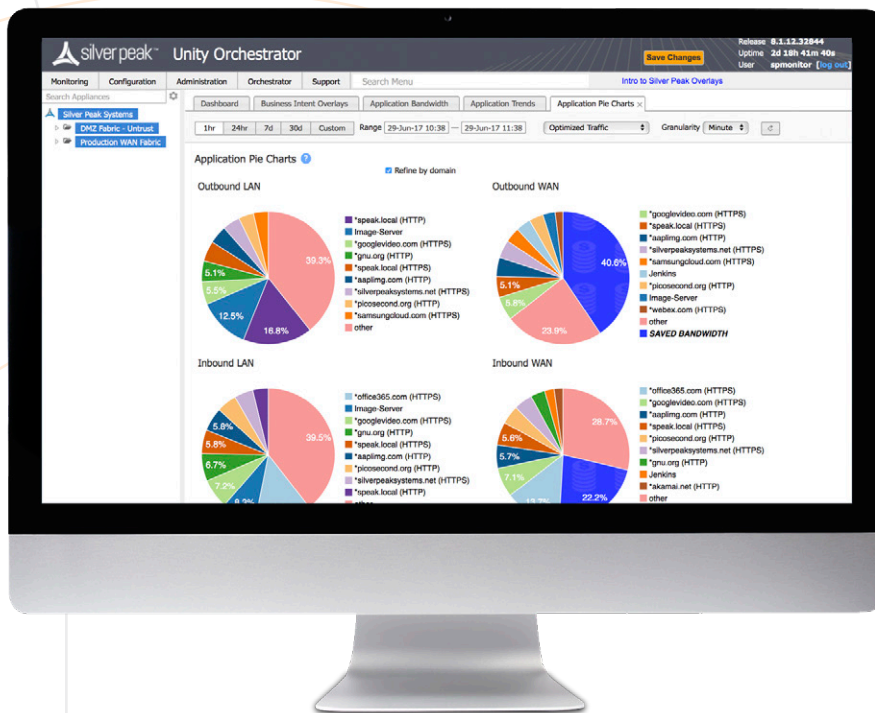 silver peak™ Unity Orchestrator
Save Changes
Release 8.1.12.32844
Uptime 2d 18h 41m 40s
User spmonitor [log out]
Monitoring Configuration Administration Orchestrator Support Search Menu Intro to Silver Peak Overlays
Search Appliances
Silver Peak Systems
DMZ Fabric - Untrust
Production WAN Fabric
Dashboard Business Intent Overlays Application Bandwidth Application Trends Application Pie Charts ×
1hr 24hr 7d 30d Custom Range 29-Jun-17 10:38 — 29-Jun-17 11:38 Optimized Traffic Granularity Minute
Application Pie Charts ?
Refine by domain
Outbound LAN
39.3%
16.8%
12.5%
5.5%
5.1%
*speak.local (HTTP)
Image-Server
*googlevideo.com (HTTPS)
*gnu.org (HTTP)
*speak.local (HTTPS)
*aaplimg.com (HTTP)
*silverpeaksystems.net (HTTPS)
*picosecond.org (HTTP)
*samsungcloud.com (HTTPS)
other
Outbound WAN
40.6%
23.9%
5.8%
5.1%
*googlevideo.com (HTTPS)
*speak.local (HTTP)
*aaplimg.com (HTTP)
*silverpeaksystems.net (HTTPS)
*samsungcloud.com (HTTPS)
Jenkins
*picosecond.org (HTTP)
Image-Server
*webex.com (HTTP)
other
SAVED BANDWIDTH
Inbound LAN
39.5%
8.3%
7.2%
6.7%
5.8%
5.8%
*office365.com (HTTPS)
Image-Server
*googlevideo.com (HTTPS)
*gnu.org (HTTP)
*speak.local (HTTPS)
*aaplimg.com (HTTP)
*picosecond.org (HTTP)
*silverpeaksystems.net (HTTPS)
*speak.local (HTTP)
other
Inbound WAN
28.7%
22.2%
13.7%
7.1%
5.7%
5.6%
*office365.com (HTTPS)
*googlevideo.com (HTTPS)
*aaplimg.com (HTTP)
*speak.local (HTTP)
*picosecond.org (HTTP)
*silverpeaksystems.net (HTTPS)
*gnu.org (HTTP)
Jenkins
*akamai.net (HTTP)
other